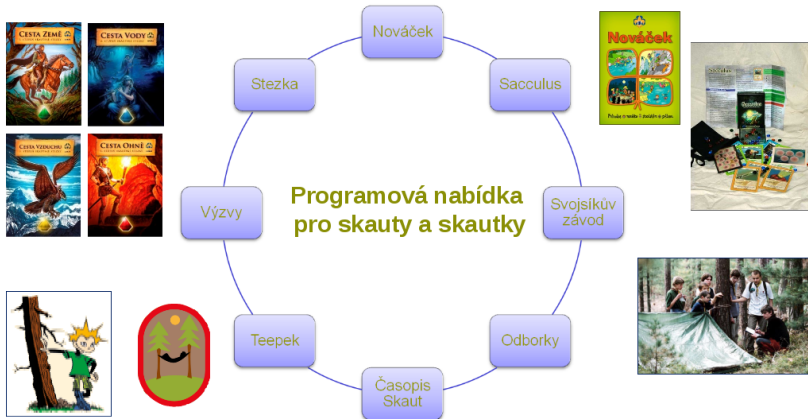 CESTA ZEMĚ
CESTA VODY
CESTA VZDUCHU
CESTA OHNĚ
Nováček
Sacculus
Svojsíkův
závod
Odborky
Časopis
Skaut
Teepek
Výzvy
Stezka
Programová nabídka
pro skauty a skautky
Nováček